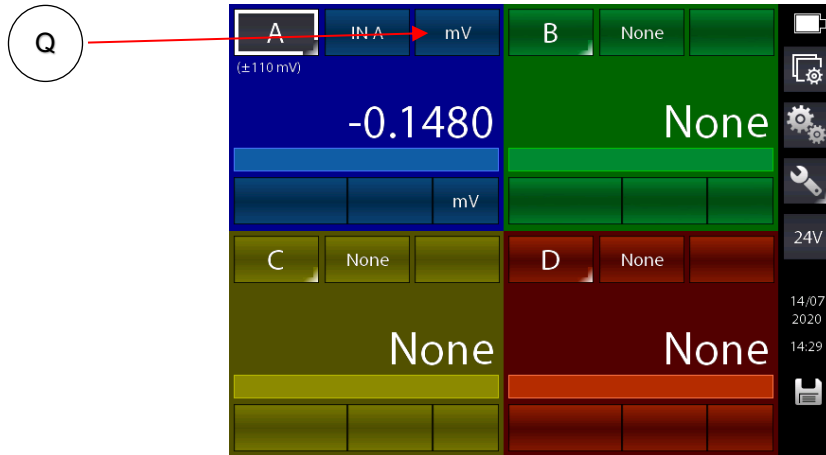 Q
A IN A mV
(±110 mV)
-0.1480
mV
B None
None
C None
None
D None
None
24V
14/07
2020
14:29